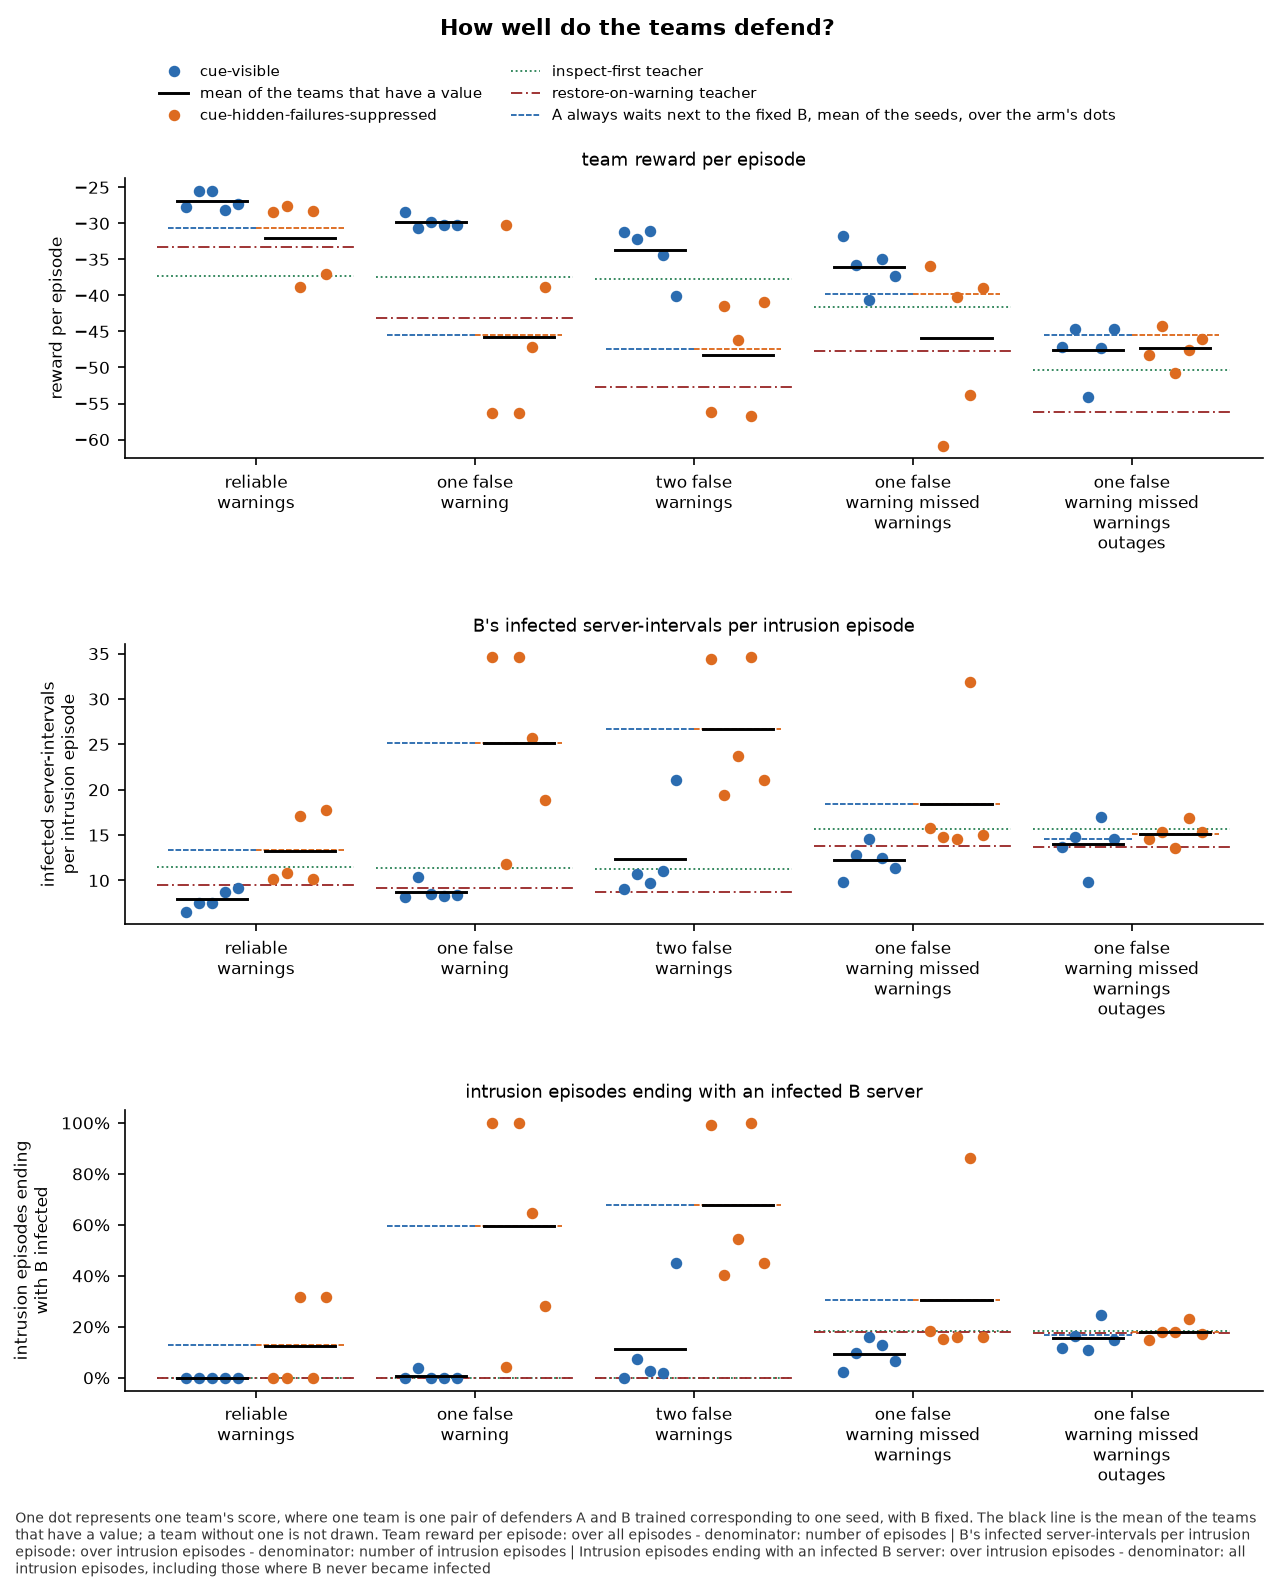 How well do the teams defend?
cue-visible
mean of the teams that have a value
cue-hidden-failures-suppressed
inspect-first teacher
restore-on-warning teacher
A always waits next to the fixed B, mean of the seeds, over the arm's dots
team reward per episode
reward per episode
−25
−30
−35
−40
−45
−50
−55
−60
reliable
warnings
one false
warning
two false
warnings
one false
warning missed
warnings
one false
warning missed
warnings
outages
B's infected server-intervals per intrusion episode
infected server-intervals
per intrusion episode
35
30
25
20
15
10
reliable
warnings
one false
warning
two false
warnings
one false
warning missed
warnings
one false
warning missed
warnings
outages
intrusion episodes ending with an infected B server
intrusion episodes ending
with B infected
100%
80%
60%
40%
20%
0%
reliable
warnings
one false
warning
two false
warnings
one false
warning missed
warnings
one false
warning missed
warnings
outages
One dot represents one team's score, where one team is one pair of defenders A and B trained corresponding to one seed, with B fixed. The black line is the mean of the teams
that have a value; a team without one is not drawn. Team reward per episode: over all episodes - denominator: number of episodes | B's infected server-intervals per intrusion
episode: over intrusion episodes - denominator: number of intrusion episodes | Intrusion episodes ending with an infected B server: over intrusion episodes - denominator: all
intrusion episodes, including those where B never became infected